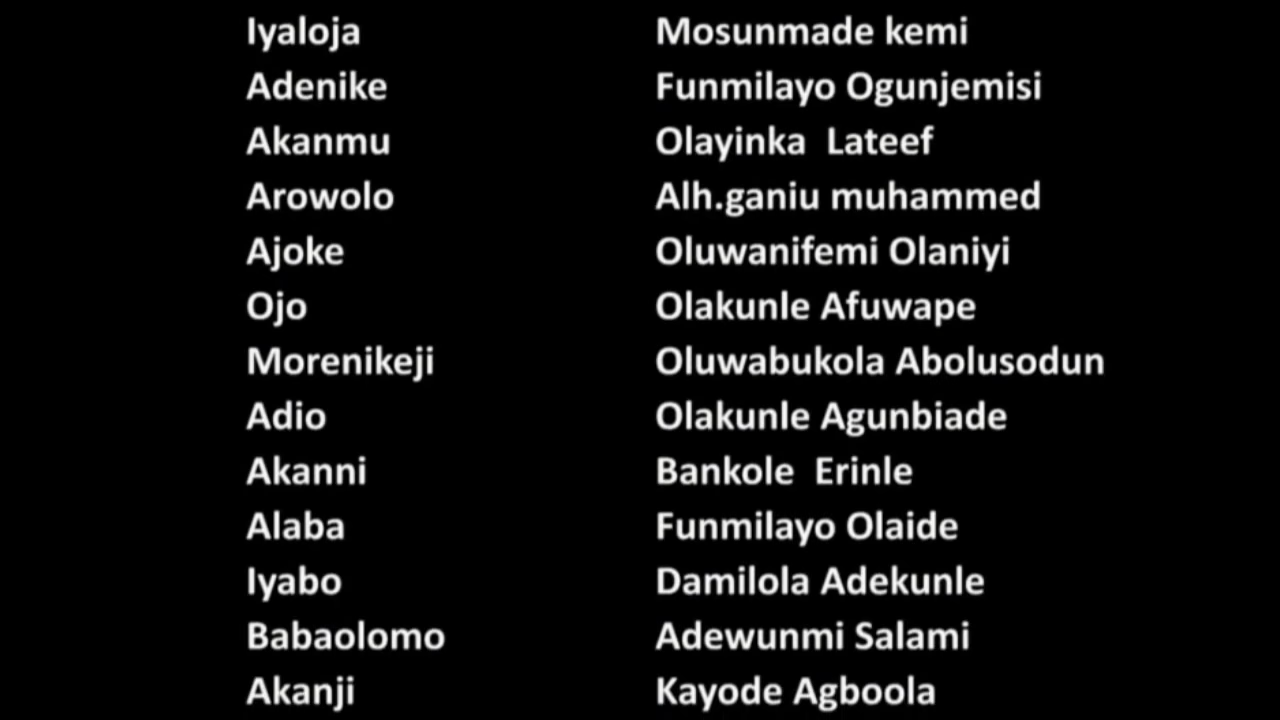 Iyaloja Mosunmade kemi
Adenike Funmilayo Ogunjemisi
Akanmu Olayinka Lateef
Arowolo Alh.ganiu muhammed
Ajoke Oluwanifemi Olaniyi
Ojo Olakunle Afuwape
Morenikeji Oluwabukola Abolusodun
Adio Olakunle Agunbiade
Akanni Bankole Erinle
Alaba Funmilayo Olaide
Iyabo Damilola Adekunle
Babaolomo Adewunmi Salami
Akanji Kayode Agboola